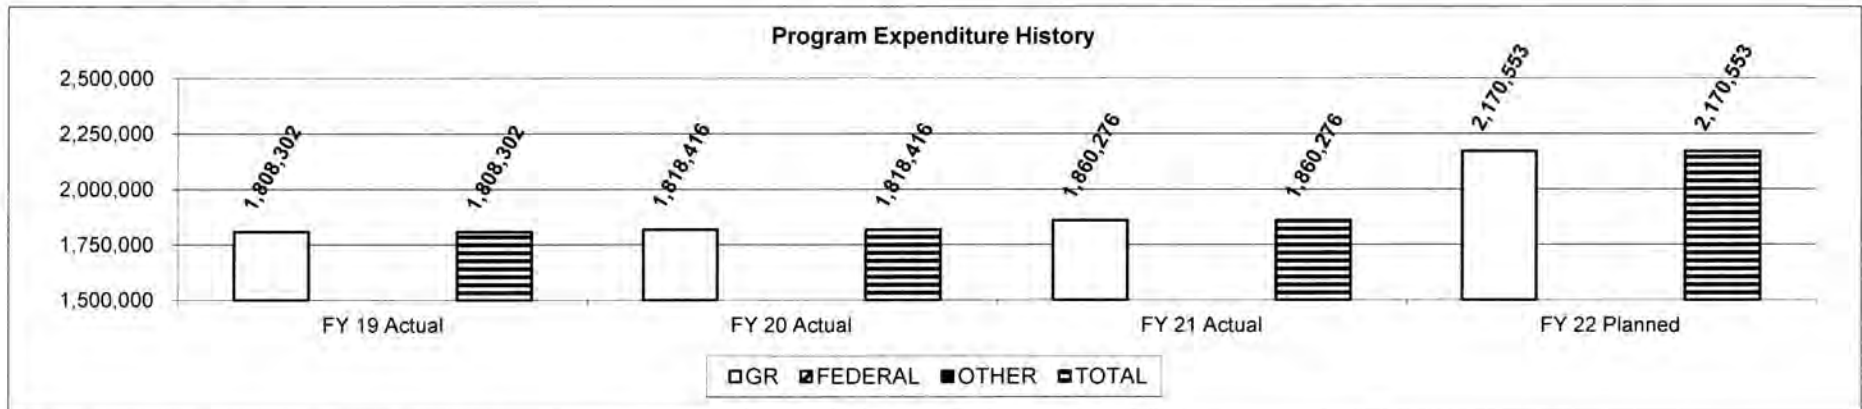 Program Expenditure History
2,500,000
2,250,000
2,000,000
1,750,000
1,500,000
1,808,302
1,808,302
1,818,416
1,818,416
1,860,276
1,860,276
2,170,553
2,170,553
FY 19 Actual
FY 20 Actual
FY 21 Actual
FY 22 Planned
GR FEDERAL OTHER TOTAL